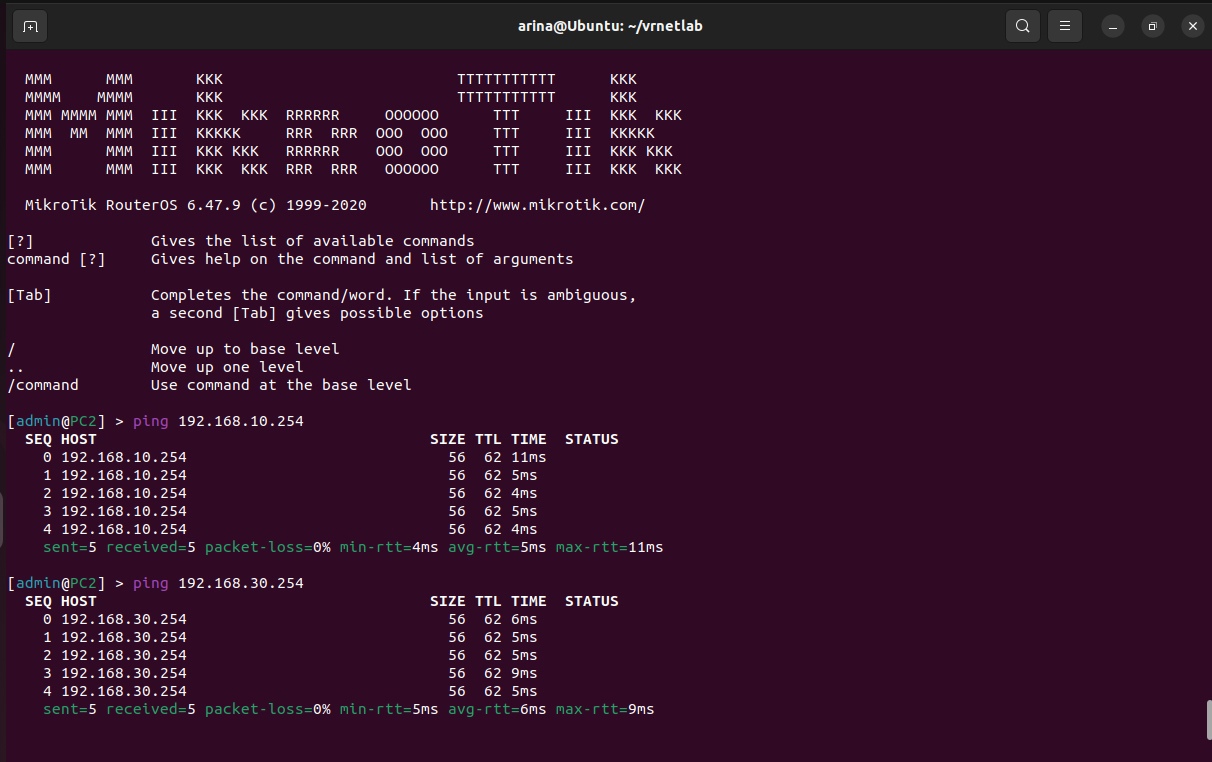 arina@Ubuntu: ~/vrnetlab
  MMM      MMM       KKK                          TTTTTTTTTTT      KKK
  MMMM    MMMM       KKK                          TTTTTTTTTTT      KKK
  MMM MMMM MMM  III  KKK  KKK  RRRRRR     OOOOOO      TTT     III  KKK  KKK
  MMM  MM  MMM  III  KKKKK     RRR  RRR  OOO  OOO     TTT     III  KKKKK
  MMM      MMM  III  KKK KKK   RRRRRR    OOO  OOO     TTT     III  KKK KKK
  MMM      MMM  III  KKK  KKK  RRR  RRR   OOOOOO      TTT     III  KKK  KKK
  MikroTik RouterOS 6.47.9 (c) 1999-2020       http://www.mikrotik.com/
[?]             Gives the list of available commands
command [?]     Gives help on the command and list of arguments
[Tab]           Completes the command/word. If the input is ambiguous,
                a second [Tab] gives possible options
/               Move up to base level
..              Move up one level
/command        Use command at the base level
[admin@PC2] > ping 192.168.10.254
  SEQ HOST                                     SIZE TTL TIME  STATUS
    0 192.168.10.254                             56  62 11ms
    1 192.168.10.254                             56  62 5ms
    2 192.168.10.254                             56  62 4ms
    3 192.168.10.254                             56  62 5ms
    4 192.168.10.254                             56  62 4ms
    sent=5 received=5 packet-loss=0% min-rtt=4ms avg-rtt=5ms max-rtt=11ms
[admin@PC2] > ping 192.168.30.254
  SEQ HOST                                     SIZE TTL TIME  STATUS
    0 192.168.30.254                             56  62 6ms
    1 192.168.30.254                             56  62 5ms
    2 192.168.30.254                             56  62 5ms
    3 192.168.30.254                             56  62 9ms
    4 192.168.30.254                             56  62 5ms
    sent=5 received=5 packet-loss=0% min-rtt=5ms avg-rtt=6ms max-rtt=9ms